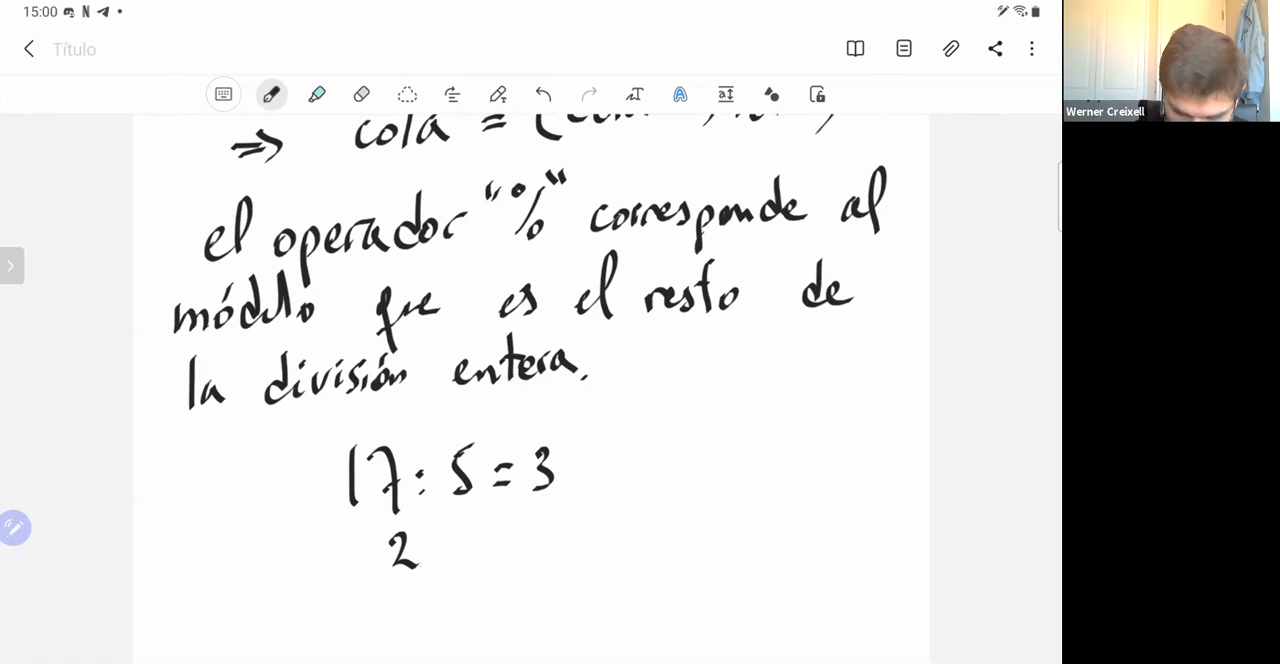 15:00
Título
Werner Creixell
⇒ cola =
el operador "%" corresponde al
módulo que es el resto de
la división entera.
17 : 5 = 3
2